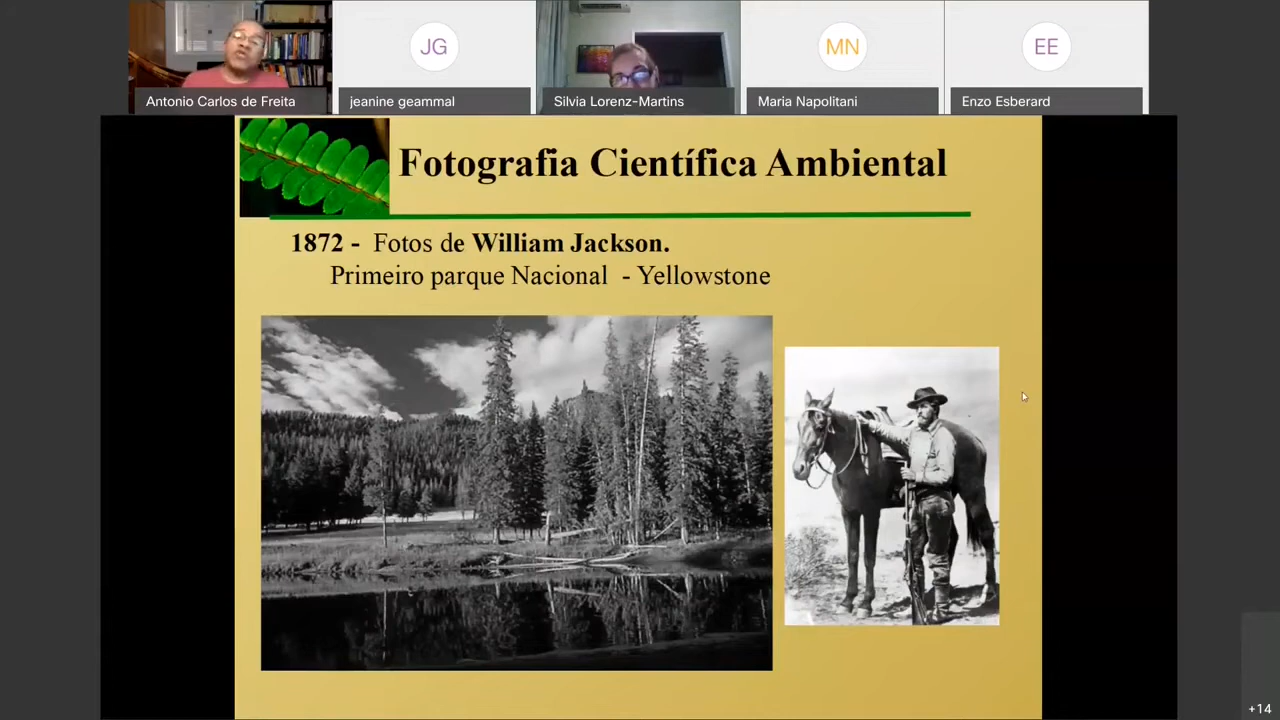 JG
MN
EE
Antonio Carlos de Freita
jeanine geammal
Silvia Lorenz-Martins
Maria Napolitani
Enzo Esberard
Fotografia Científica Ambiental
1872 - Fotos de William Jackson.
Primeiro parque Nacional - Yellowstone
+14